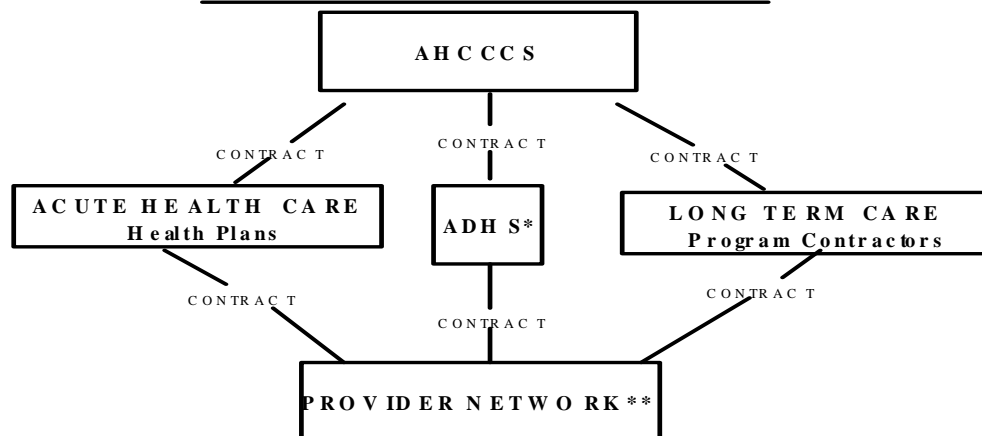 AHCCCS
CONTRACT
CONTRACT
CONTRACT
ACUTE HEALTH CARE
Health Plans
ADHS*
LONG TERM CARE
Program Contractors
CONTRACT
CONTRACT
CONTRACT
PROVIDER NETWORK**